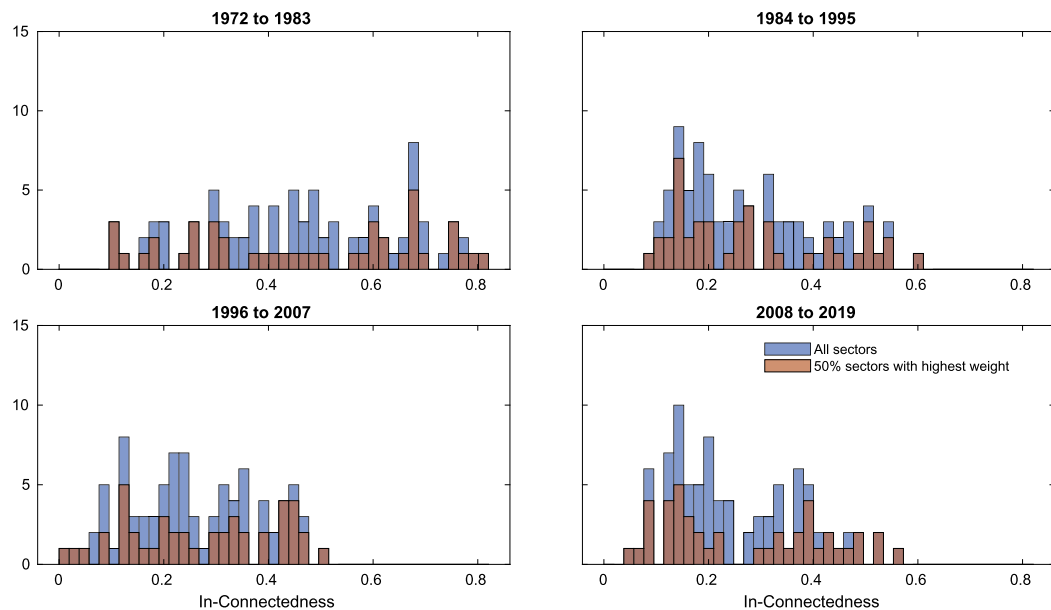 1972 to 1983
1984 to 1995
15
10
5
0
0 0.2 0.4 0.6 0.8
0 0.2 0.4 0.6 0.8
1996 to 2007
2008 to 2019
15
10
5
0
All sectors
50% sectors with highest weight
0 0.2 0.4 0.6 0.8
0 0.2 0.4 0.6 0.8
In-Connectedness
In-Connectedness